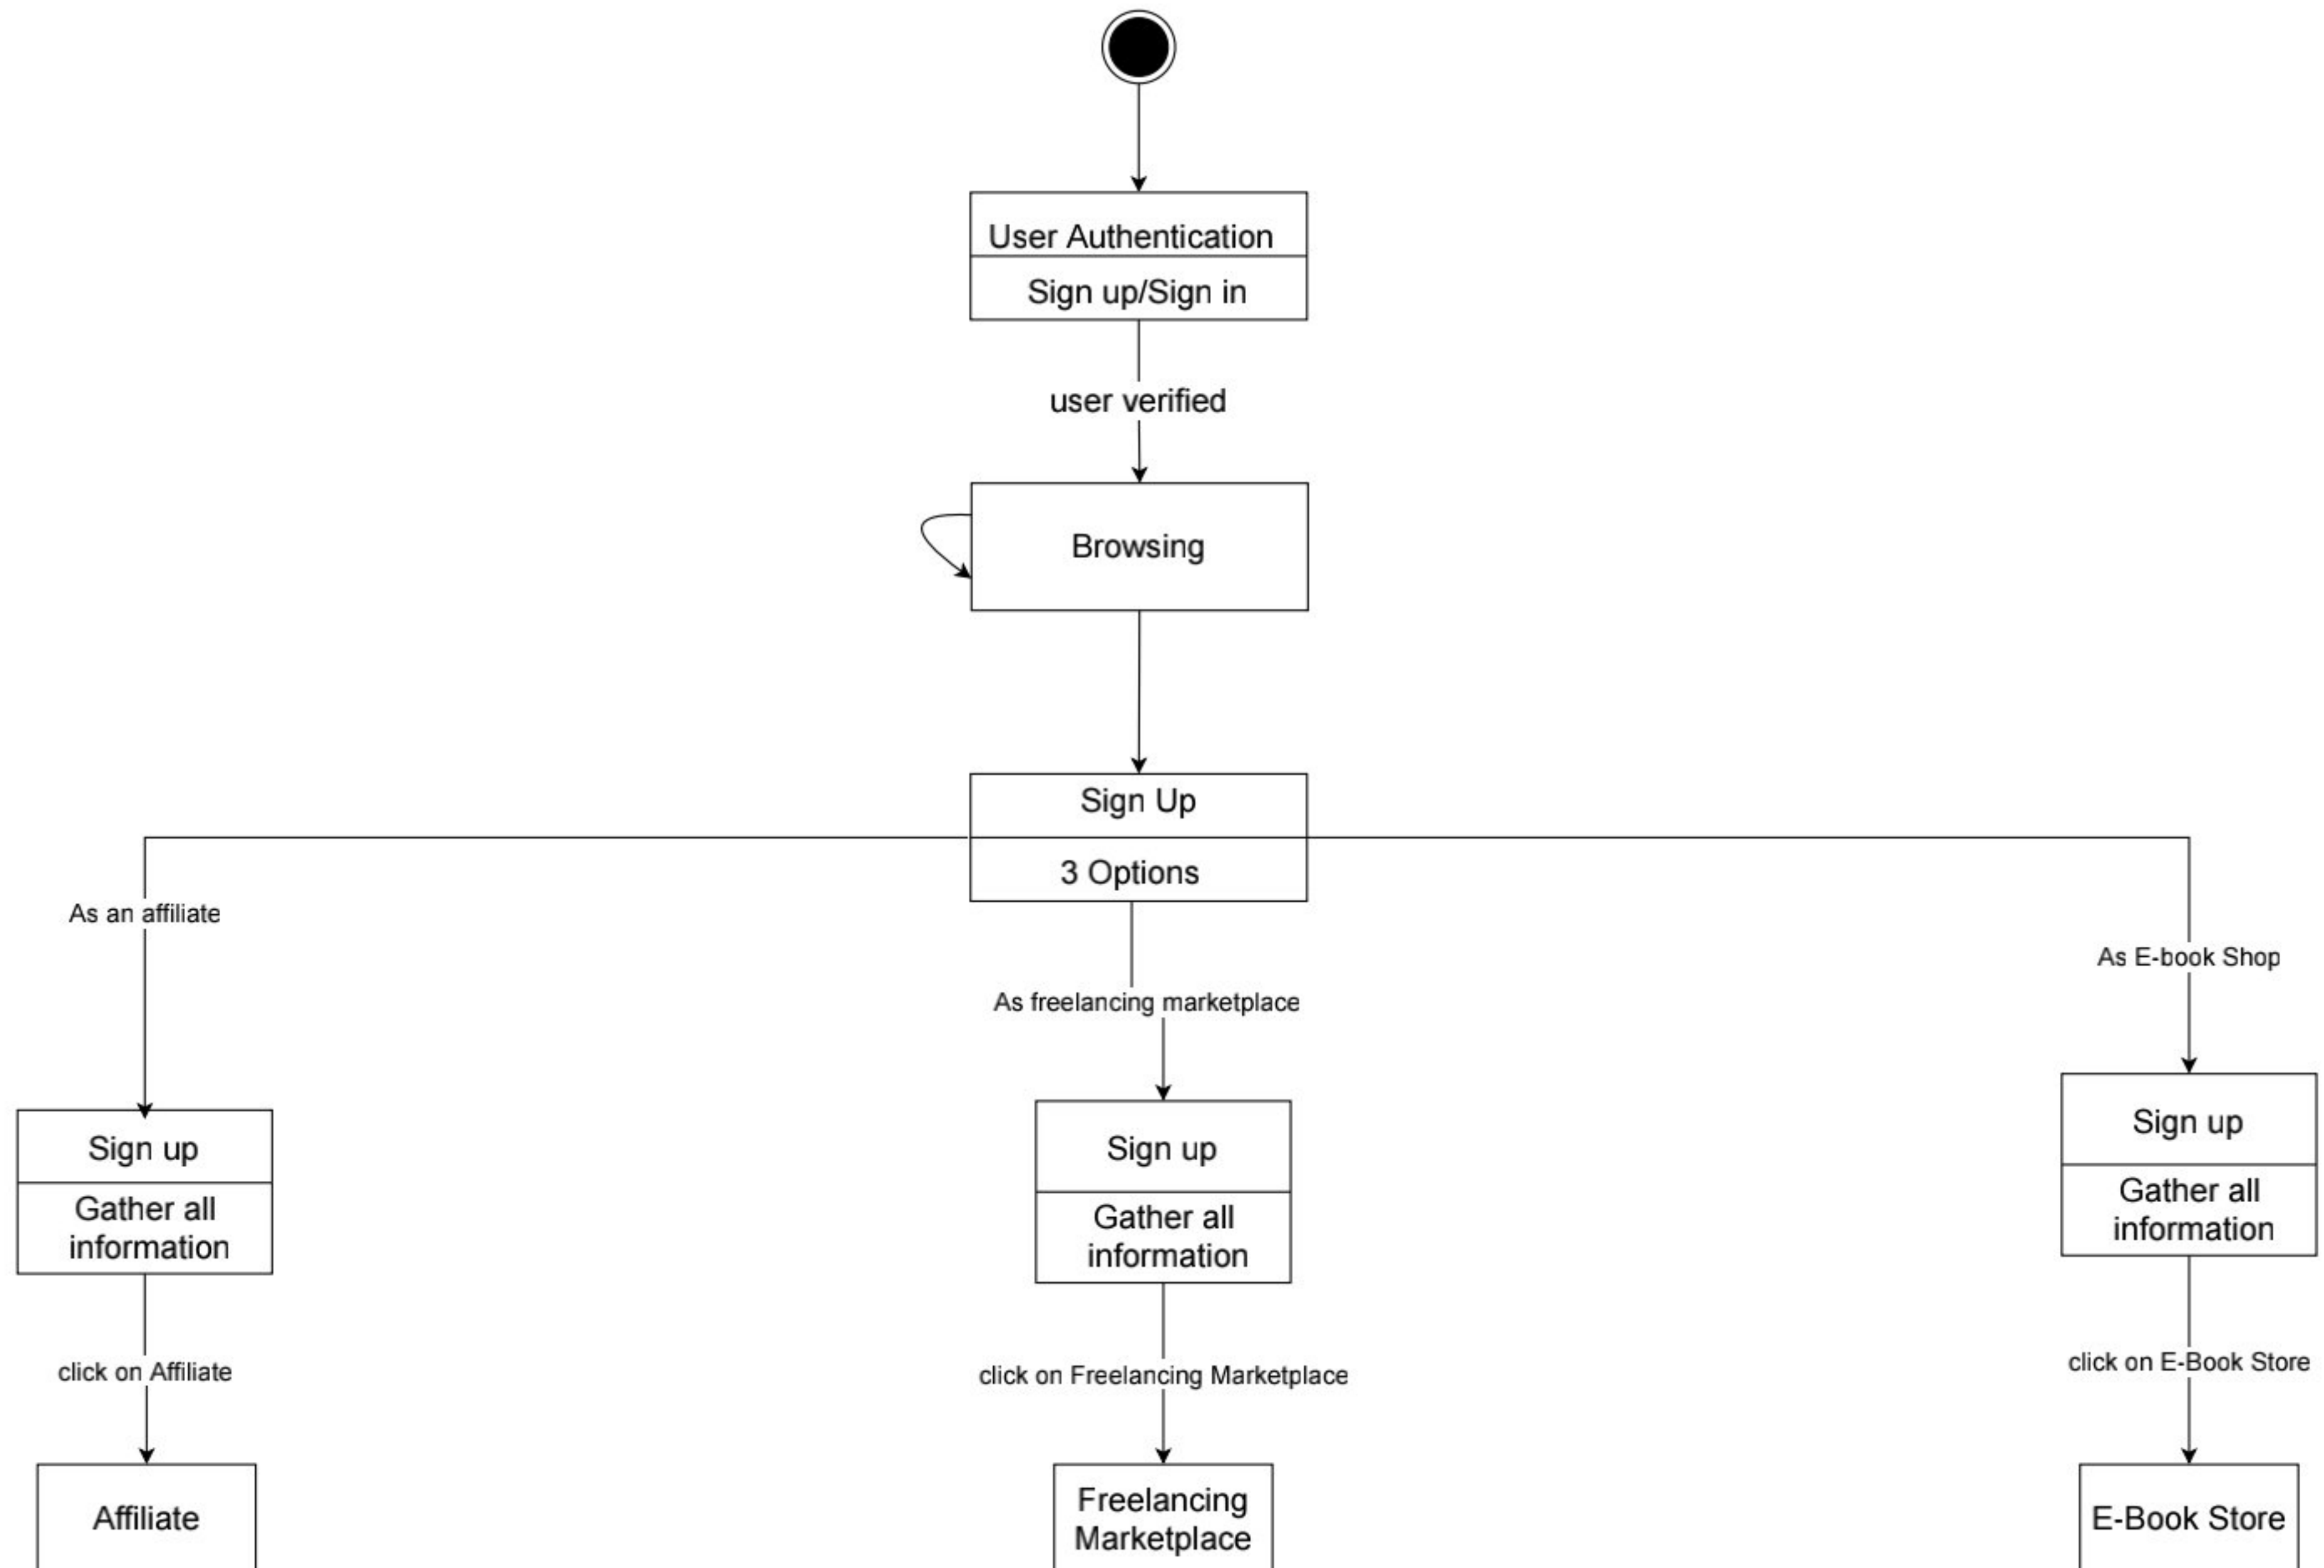 User Authentication
Sign up/Sign in
user verified
Browsing
Sign Up
3 Options
As an affiliate
As freelancing marketplace
As E-book Shop
Sign up
Gather all
information
Sign up
Gather all
information
Sign up
Gather all
information
click on Affiliate
click on Freelancing Marketplace
click on E-Book Store
Affiliate
Freelancing
Marketplace
E-Book Store